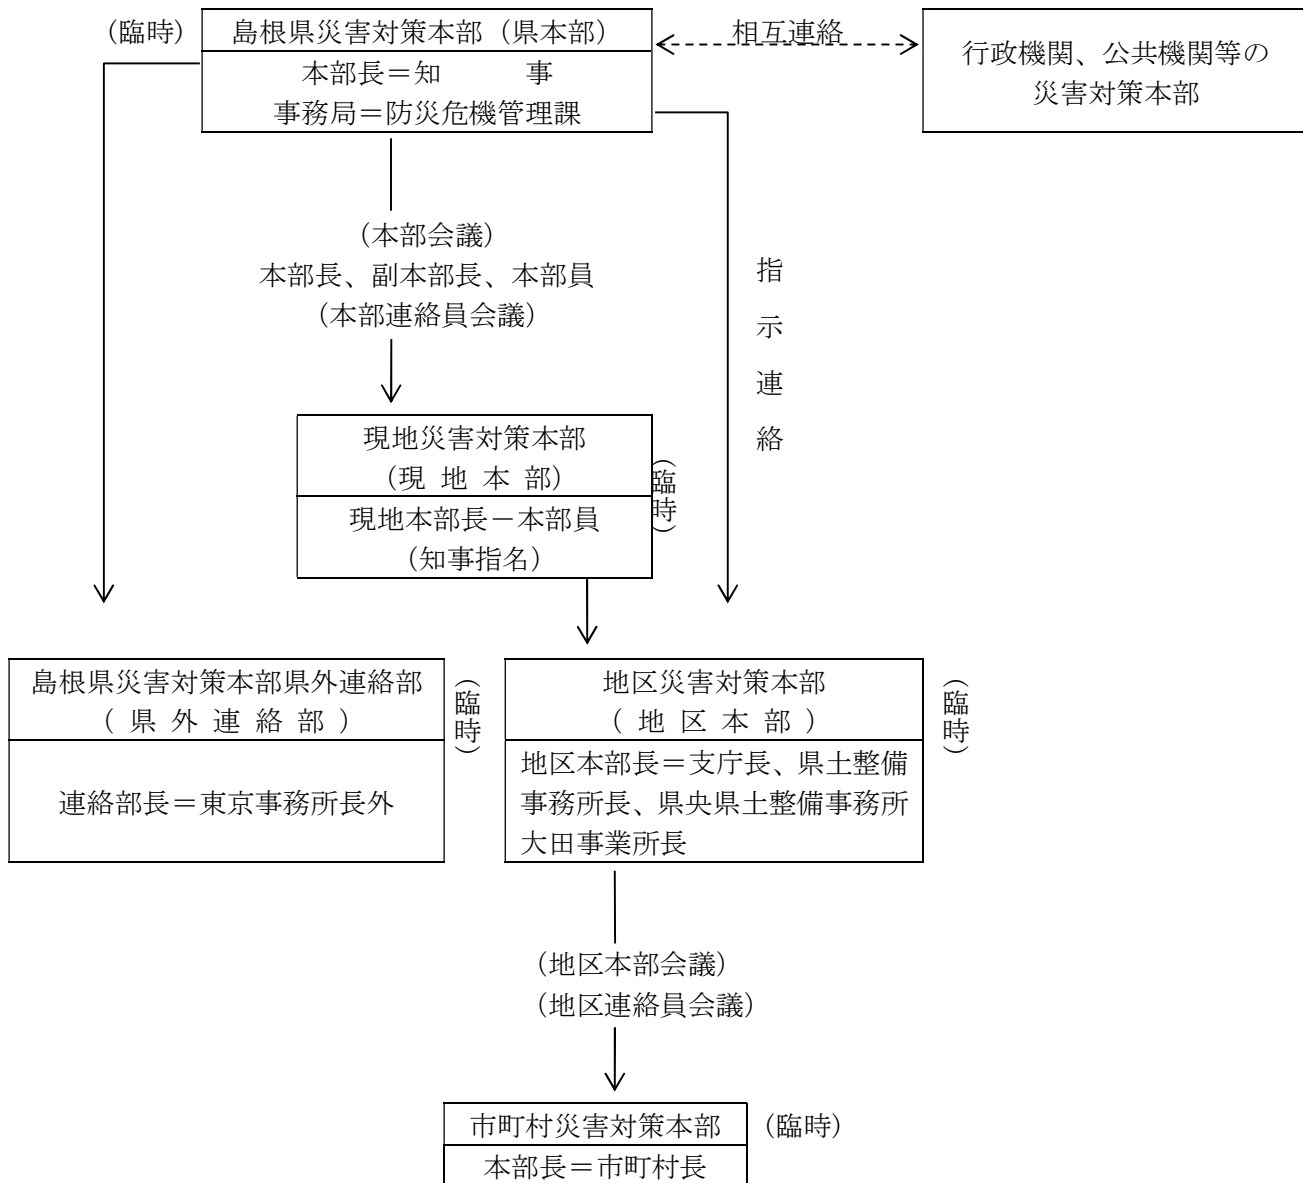 （臨時）
島根県災害対策本部（県本部）
本部長＝知　　　事
事務局＝防災危機管理課
相互連絡
行政機関、公共機関等の
災害対策本部
（本部会議）
本部長、副本部長、本部員
（本部連絡員会議）
指示連絡
現地災害対策本部
（現 地 本 部）
現地本部長－本部員
（知事指名）
（臨時）
島根県災害対策本部県外連絡部
（ 県 外 連 絡 部 ）
連絡部長＝東京事務所長外
（臨時）
地区災害対策本部
（ 地 区 本 部 ）
地区本部長＝支庁長、県土整備
事務所長、県央県土整備事務所
大田事業所長
（臨時）
（地区本部会議）
（地区連絡員会議）
市町村災害対策本部
本部長＝市町村長
（臨時）